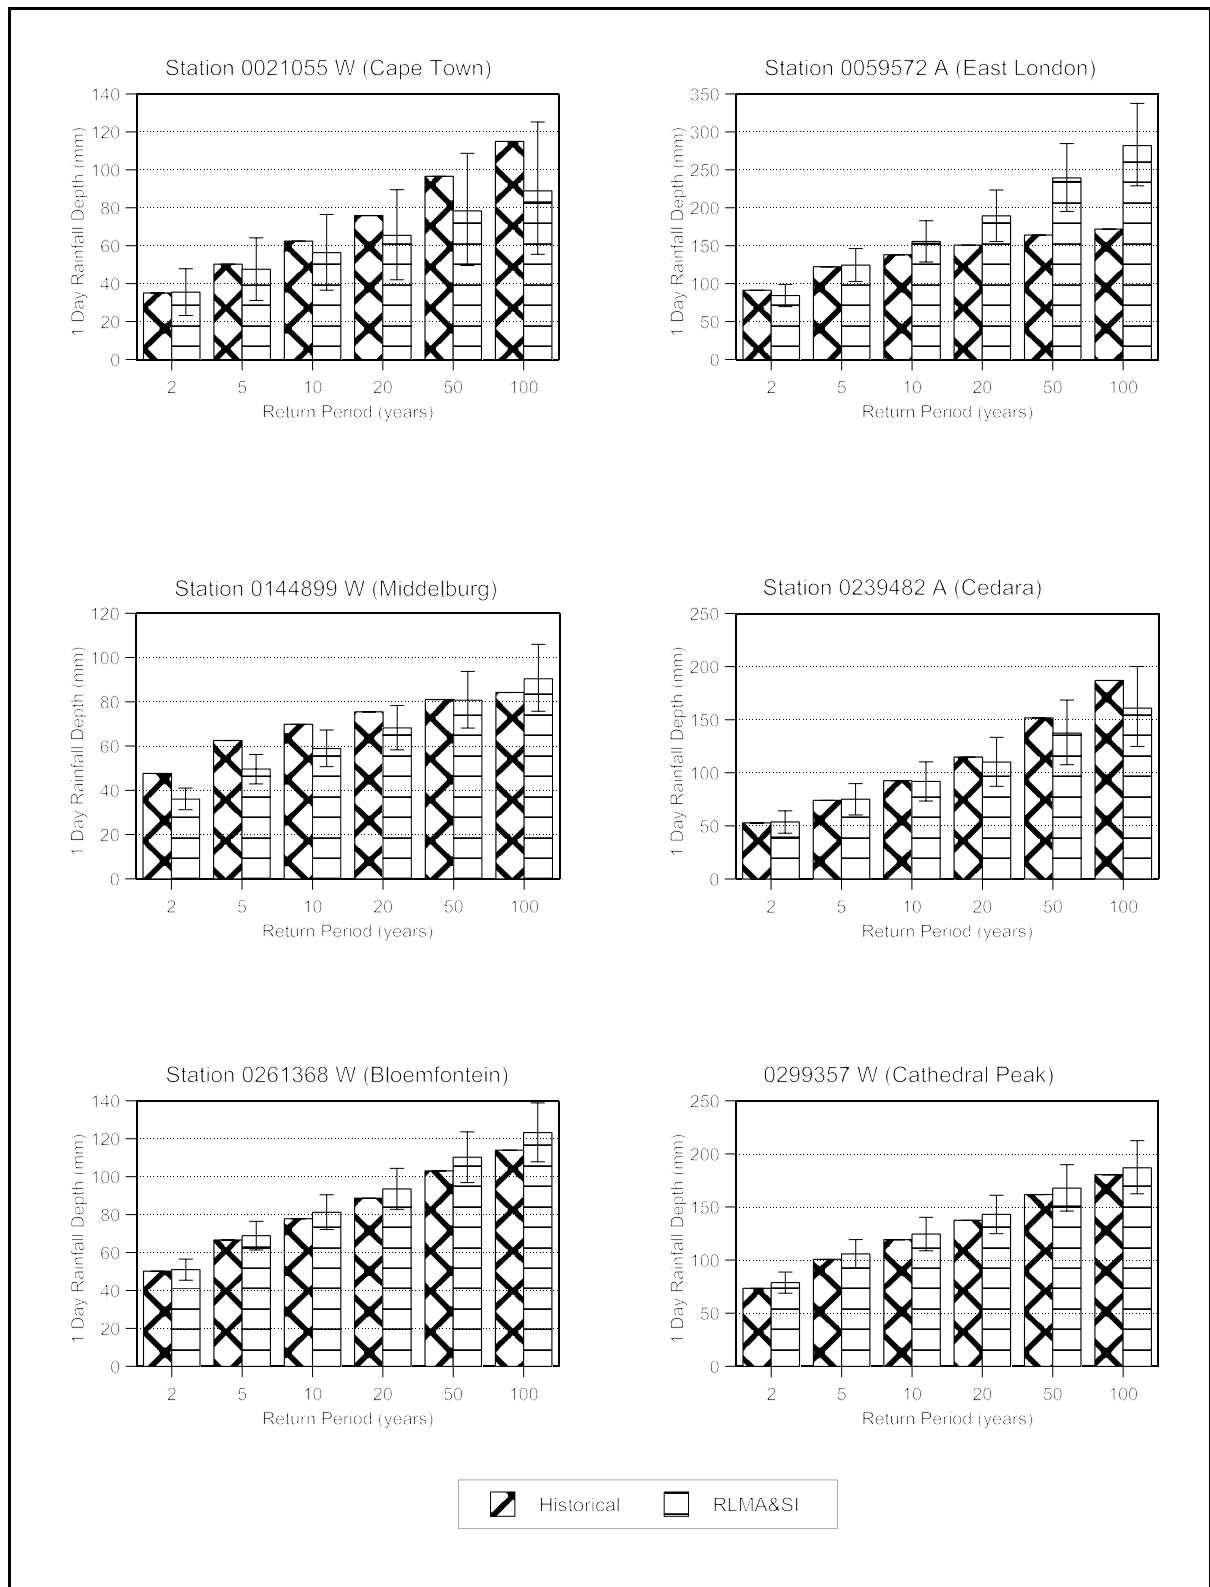 Station 0021055 W (Cape Town)
140
120
100
80
60
40
20
0
1 Day Rainfall Depth (mm)
2 5 10 20 50 100
Return Period (years)
Station 0059572 A (East London)
350
300
250
200
150
100
50
0
1 Day Rainfall Depth (mm)
2 5 10 20 50 100
Return Period (years)
Station 0144899 W (Middelburg)
120
100
80
60
40
20
0
1 Day Rainfall Depth (mm)
2 5 10 20 50 100
Return Period (years)
Station 0239482 A (Cedara)
250
200
150
100
50
0
1 Day Rainfall Depth (mm)
2 5 10 20 50 100
Return Period (years)
Station 0261368 W (Bloemfontein)
140
120
100
80
60
40
20
0
1 Day Rainfall Depth (mm)
2 5 10 20 50 100
Return Period (years)
0299357 W (Cathedral Peak)
250
200
150
100
50
0
1 Day Rainfall Depth (mm)
2 5 10 20 50 100
Return Period (years)
Historical RLMA&SI